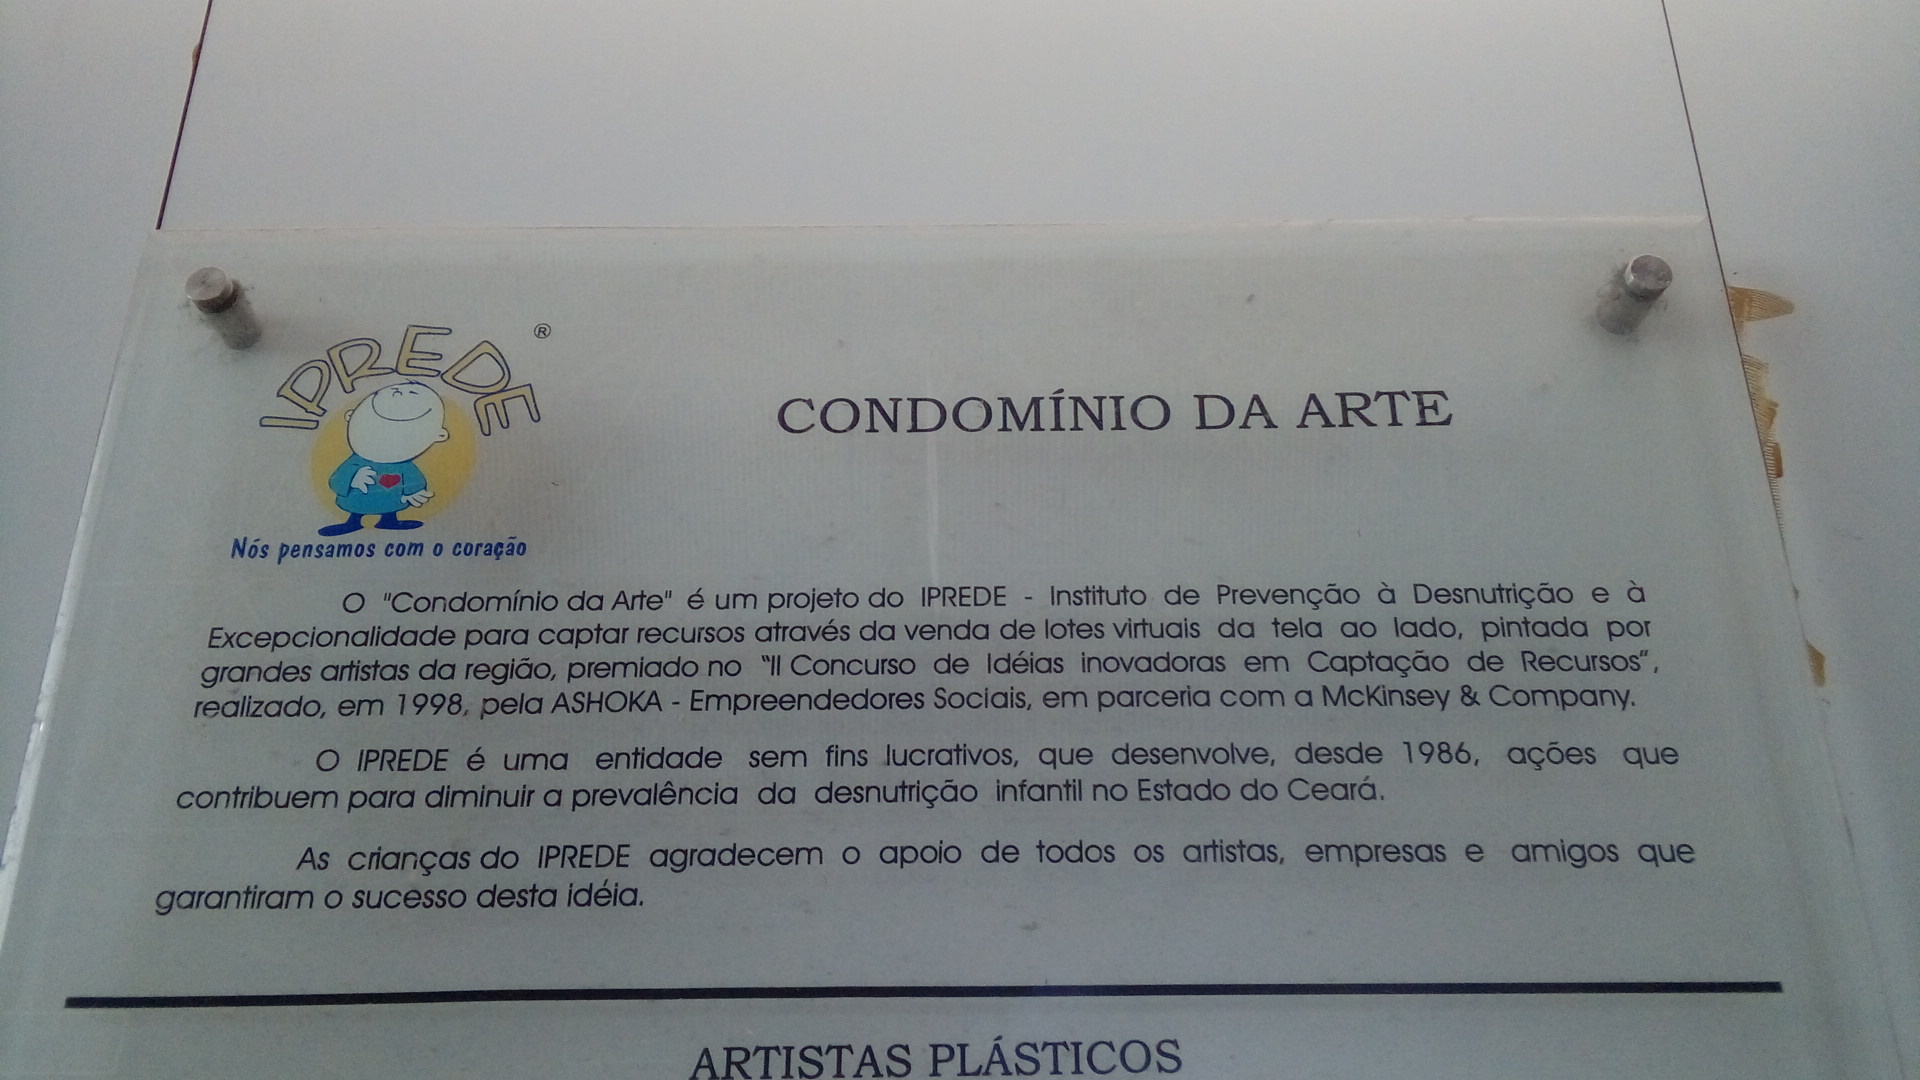 IPREDE ®
CONDOMÍNIO DA ARTE
Nós pensamos com o coração
O "Condomínio da Arte" é um projeto do IPREDE - Instituto de Prevenção à Desnutrição e à
Excepcionalidade para captar recursos através da venda de lotes virtuais da tela ao lado, pintada por
grandes artistas da região, premiado no "II Concurso de Idéias inovadoras em Captação de Recursos",
realizado, em 1998, pela ASHOKA - Empreendedores Sociais, em parceria com a McKinsey & Company.
O IPREDE é uma entidade sem fins lucrativos, que desenvolve, desde 1986, ações que
contribuem para diminuir a prevalência da desnutrição infantil no Estado do Ceará.
As crianças do IPREDE agradecem o apoio de todos os artistas, empresas e amigos que
garantiram o sucesso desta idéia.
ARTISTAS PLÁSTICOS